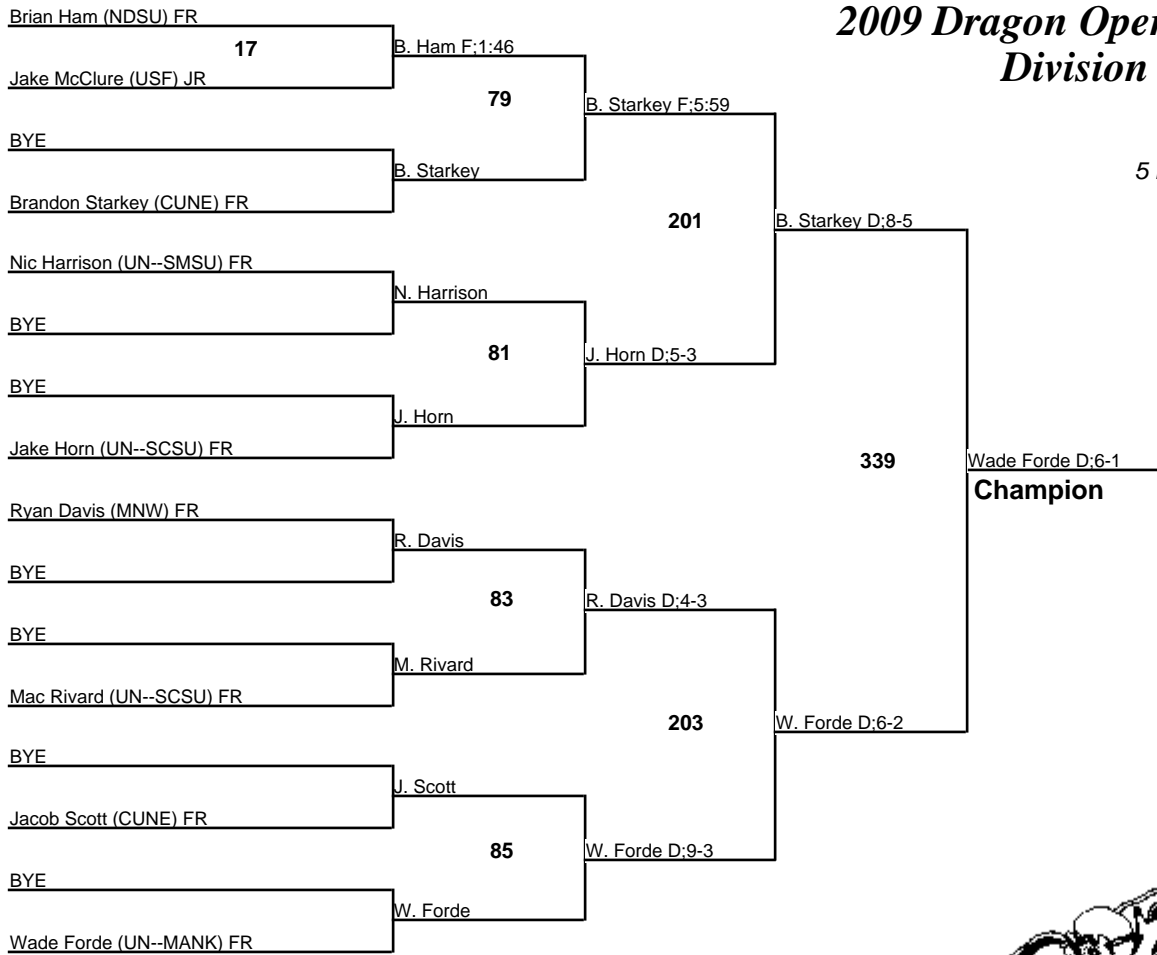 2009 Dragon Open
Division
5
Brian Ham (NDSU) FR
17
Jake McClure (USF) JR
B. Ham F;1:46
79
BYE
B. Starkey
Brandon Starkey (CUNE) FR
B. Starkey F;5:59
201
Nic Harrison (UN--SMSU) FR
N. Harrison
BYE
81
BYE
J. Horn
Jake Horn (UN--SCSU) FR
J. Horn D;5-3
B. Starkey D;8-5
339
Ryan Davis (MNW) FR
R. Davis
BYE
83
BYE
M. Rivard
Mac Rivard (UN--SCSU) FR
R. Davis D;4-3
203
BYE
J. Scott
Jacob Scott (CUNE) FR
85
BYE
W. Forde
Wade Forde (UN--MANK) FR
W. Forde D;9-3
W. Forde D;6-2
Wade Forde D;6-1
Champion